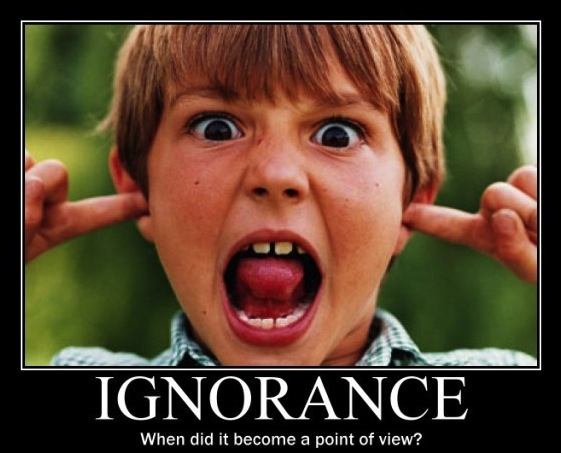 IGNORANCE
When did it become a point of view?